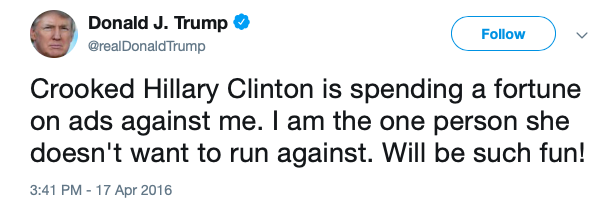 Donald J. Trump
@realDonaldTrump
Follow
Crooked Hillary Clinton is spending a fortune
on ads against me. I am the one person she
doesn't want to run against. Will be such fun!
3:41 PM - 17 Apr 2016